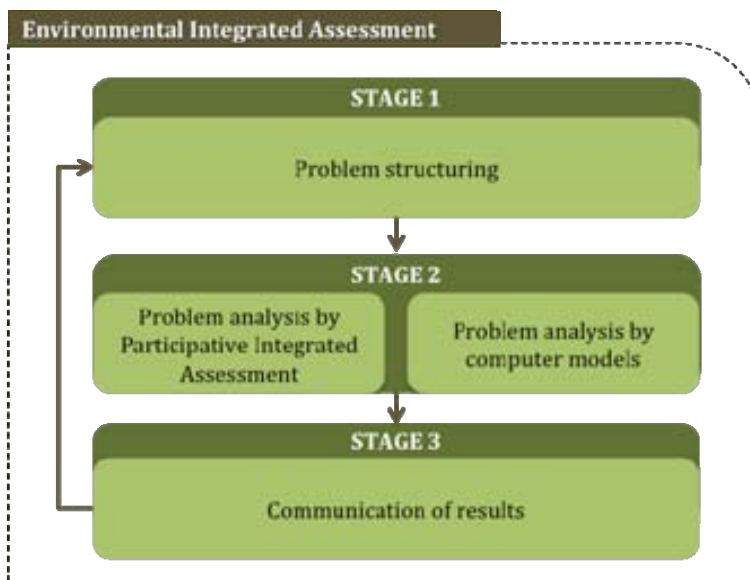 Environmental Integrated Assessment
STAGE 1
Problem structuring
STAGE 2
Problem analysis by
Participative Integrated
Assessment
Problem analysis by
computer models
STAGE 3
Communication of results